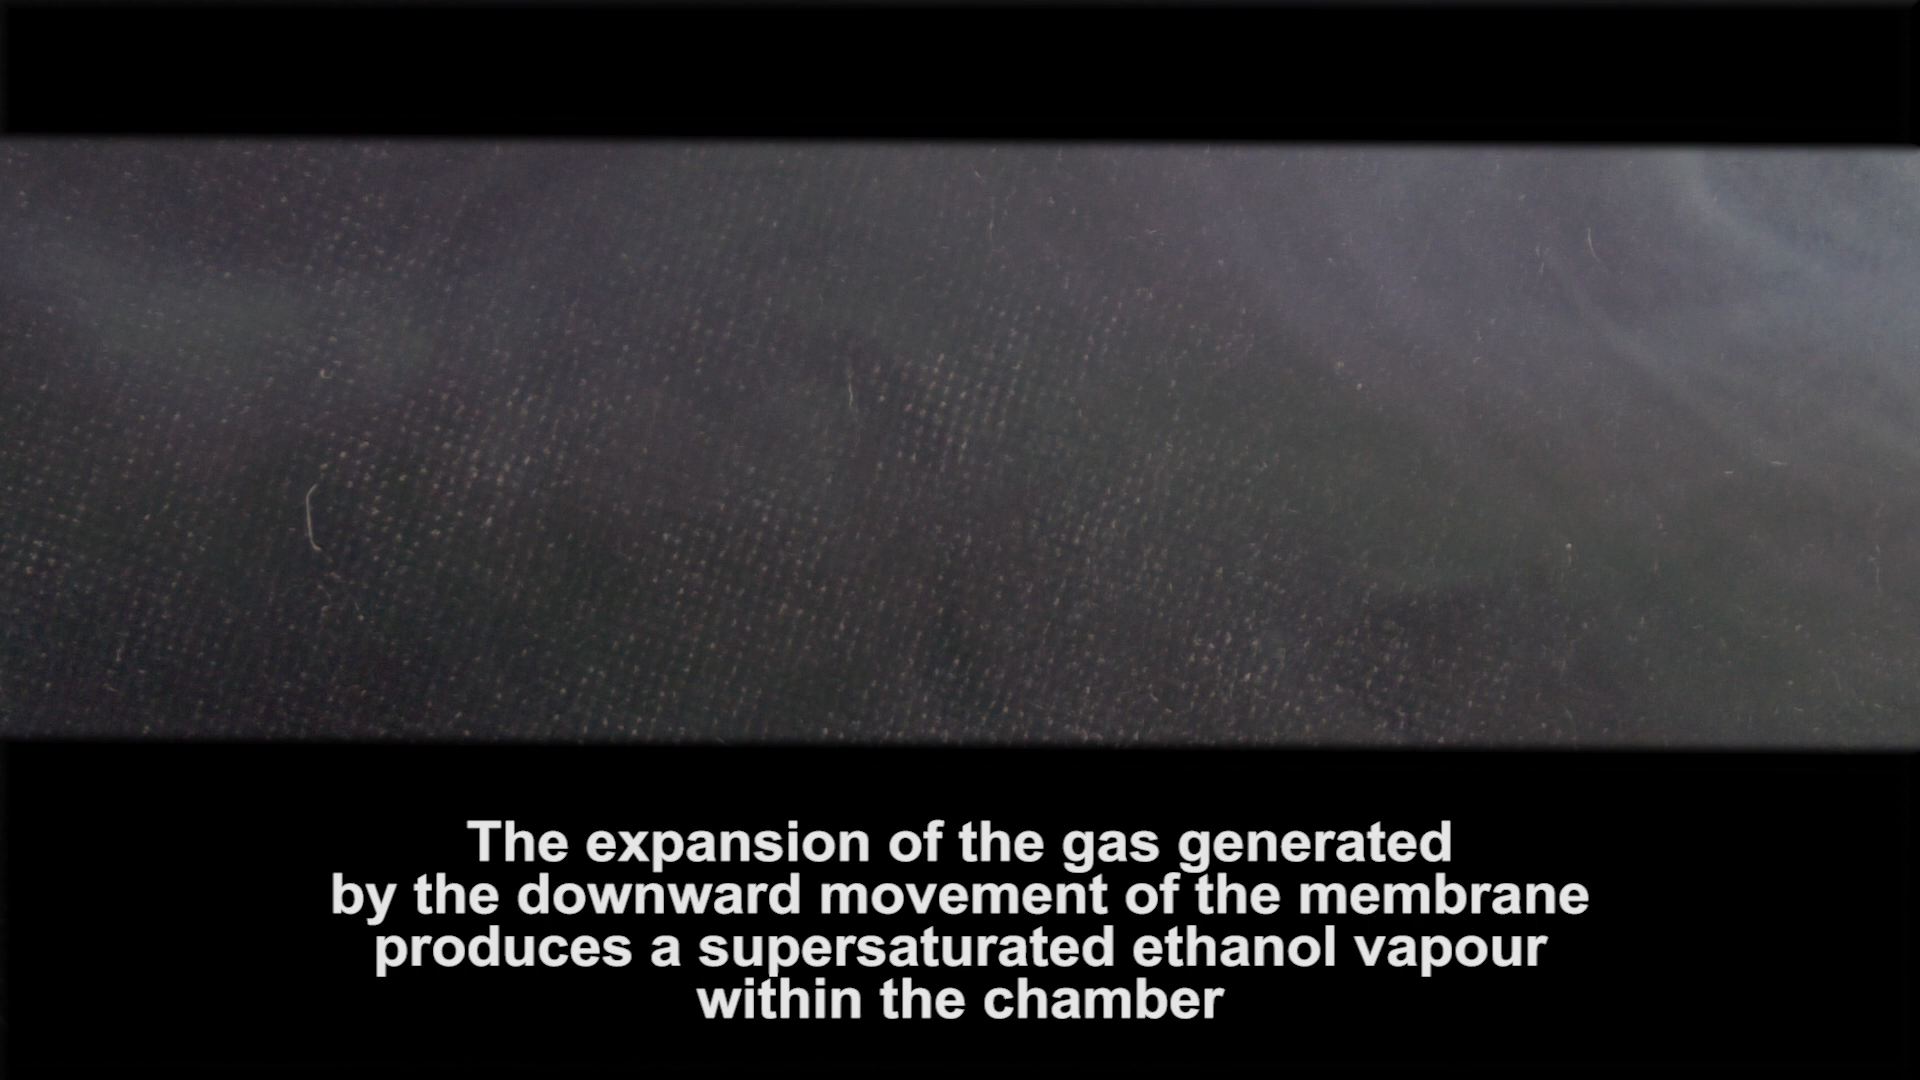 The expansion of the gas generated
by the downward movement of the membrane
produces a supersaturated ethanol vapour
within the chamber